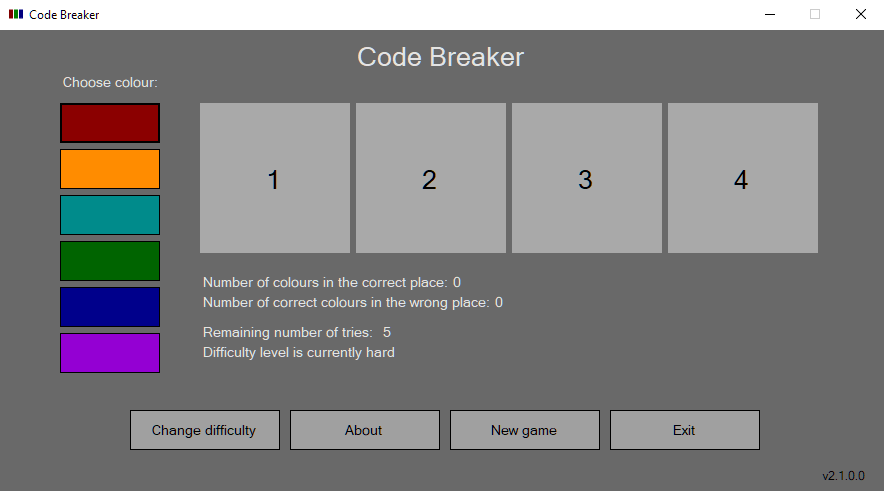 Code Breaker
Code Breaker
Choose colour:
1 2 3 4
Number of colours in the correct place: 0
Number of correct colours in the wrong place: 0
Remaining number of tries: 5
Difficulty level is currently hard
Change difficulty About New game Exit
v2.1.0.0